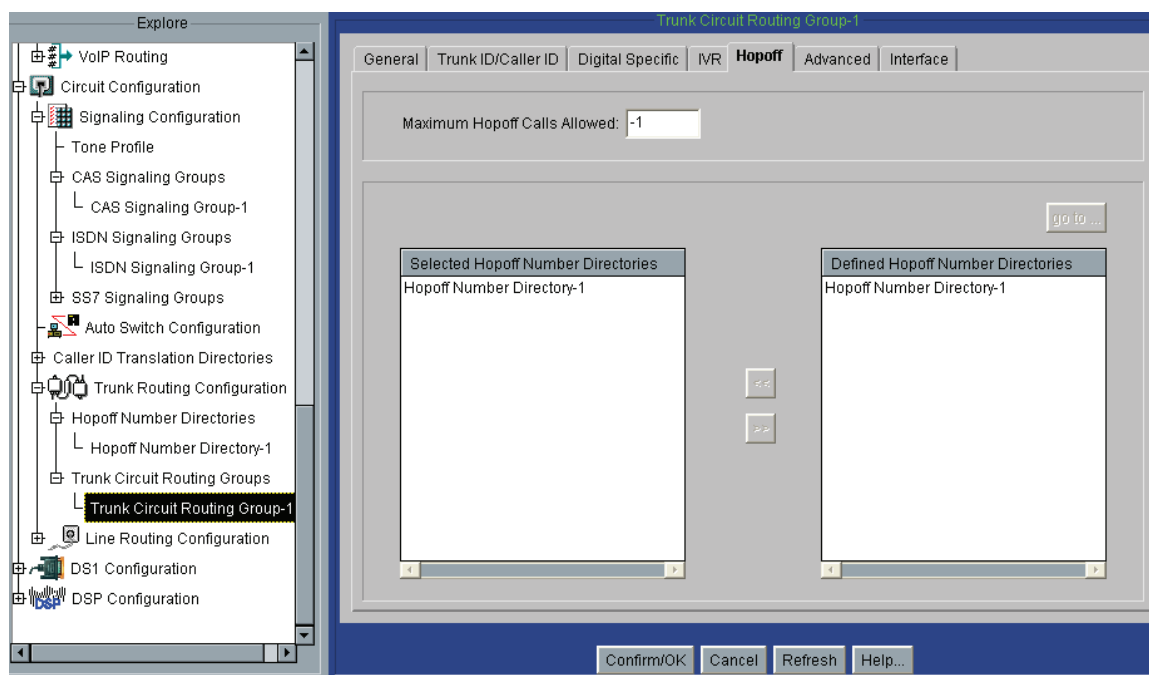 Explore
VoIP Routing
Circuit Configuration
Signaling Configuration
Tone Profile
CAS Signaling Groups
CAS Signaling Group-1
ISDN Signaling Groups
ISDN Signaling Group-1
SS7 Signaling Groups
Auto Switch Configuration
Caller ID Translation Directories
Trunk Routing Configuration
Hopoff Number Directories
Hopoff Number Directory-1
Trunk Circuit Routing Groups
Trunk Circuit Routing Group-1
Line Routing Configuration
DS1 Configuration
DSP
DSP Configuration
Trunk Circuit Routing Group-1
General Trunk ID/Caller ID Digital Specific IVR Hopoff Advanced Interface
Maximum Hopoff Calls Allowed: -1
go to ...
Selected Hopoff Number Directories
Hopoff Number Directory-1
<<
>>
Defined Hopoff Number Directories
Hopoff Number Directory-1
Confirm/OK Cancel Refresh Help...